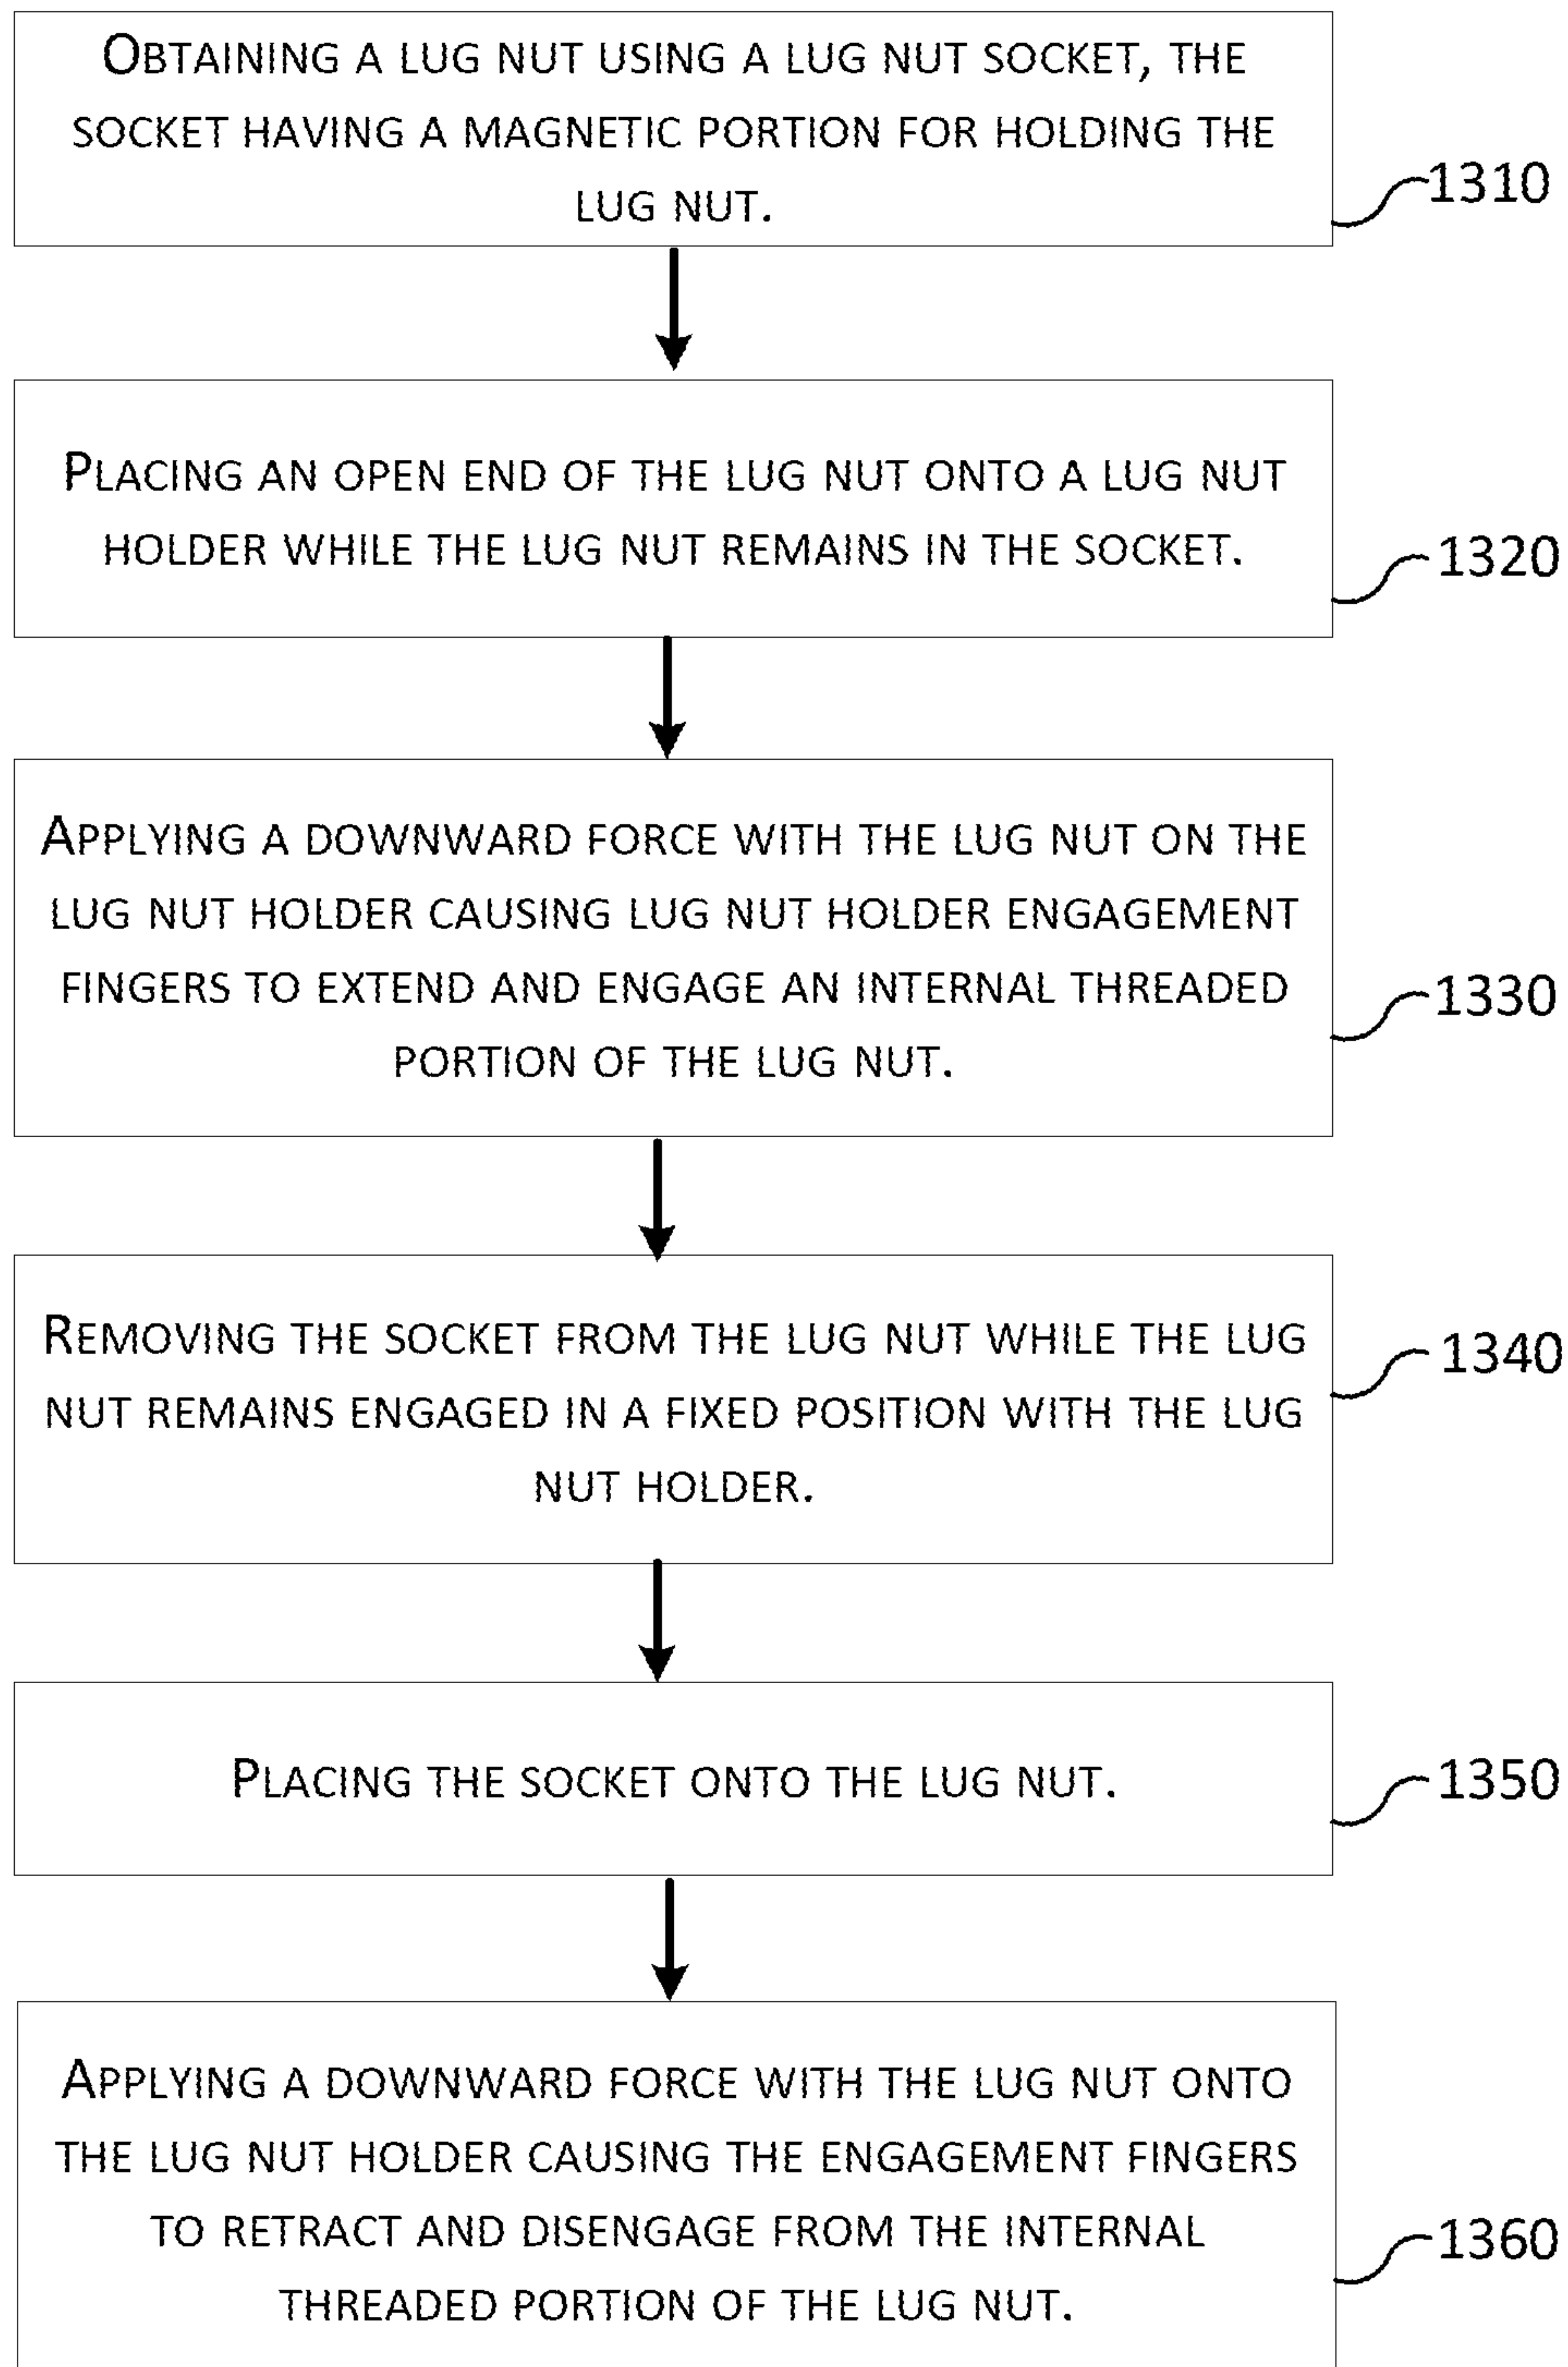 OBTAINING A LUG NUT USING A LUG NUT SOCKET, THE
SOCKET HAVING A MAGNETIC PORTION FOR HOLDING THE
LUG NUT.
1310
PLACING AN OPEN END OF THE LUG NUT ONTO A LUG NUT
HOLDER WHILE THE LUG NUT REMAINS IN THE SOCKET.
1320
APPLYING A DOWNWARD FORCE WITH THE LUG NUT ON THE
LUG NUT HOLDER CAUSING LUG NUT HOLDER ENGAGEMENT
FINGERS TO EXTEND AND ENGAGE AN INTERNAL THREADED
PORTION OF THE LUG NUT.
1330
REMOVING THE SOCKET FROM THE LUG NUT WHILE THE LUG
NUT REMAINS ENGAGED IN A FIXED POSITION WITH THE LUG
NUT HOLDER.
1340
PLACING THE SOCKET ONTO THE LUG NUT.
1350
APPLYING A DOWNWARD FORCE WITH THE LUG NUT ONTO
THE LUG NUT HOLDER CAUSING THE ENGAGEMENT FINGERS
TO RETRACT AND DISENGAGE FROM THE INTERNAL
THREADED PORTION OF THE LUG NUT.
1360